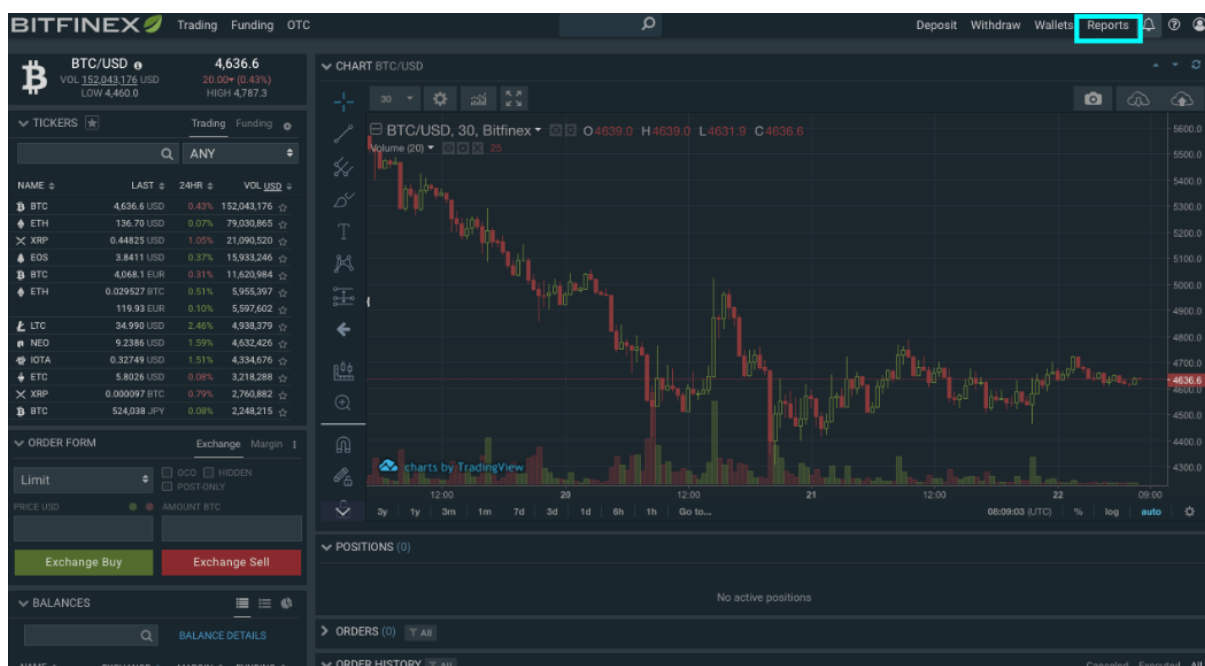 BITFINEX Trading Funding OTC Deposit Withdraw Wallets Reports
BTC/USD 4,636.6
VOL 152,043,176 USD 20.00 (0.43%)
LOW 4,460.0 HIGH 4,787.3
TICKERS Trading Funding
ANY
NAME LAST 24HR VOL USD
BTC 4,636.6 USD 0.43% 152,043,176
ETH 136.70 USD 0.07% 79,030,865
XRP 0.44825 USD 1.05% 21,090,520
EOS 3.8411 USD 0.37% 15,933,246
BTC 4,068.1 EUR 0.31% 11,620,984
ETH 0.029527 BTC 0.51% 5,955,397
119.93 EUR 0.10% 5,597,602
LTC 34.990 USD 2.46% 4,938,379
NEO 9.2386 USD 1.59% 4,632,426
IOTA 0.32749 USD 1.51% 4,334,676
ETC 5.8026 USD 0.08% 3,218,288
XRP 0.000097 BTC 0.79% 2,760,882
BTC 524,038 JPY 0.08% 2,248,215
ORDER FORM Exchange Margin
Limit OCO HIDDEN
POST-ONLY
PRICE USD AMOUNT BTC
Exchange Buy Exchange Sell
BALANCES
BALANCE DETAILS
NAME EXCHANGE MARGIN FUNDING
CHART BTC/USD
30
BTC/USD, 30, Bitfinex O4639.0 H4639.0 L4631.9 C4636.6
Volume (20) 25
5600.0
5500.0
5400.0
5300.0
5200.0
5100.0
5000.0
4900.0
4800.0
4700.0
4636.6
4600.0
4500.0
4400.0
4300.0
charts by TradingView
12:00 20 12:00 21 12:00 22 09:00
3y 1y 3m 1m 7d 3d 1d 6h 1h Go to... 08:09:03 (UTC) % log auto
POSITIONS (0)
No active positions
ORDERS (0) All
ORDER HISTORY All Canceled Executed All